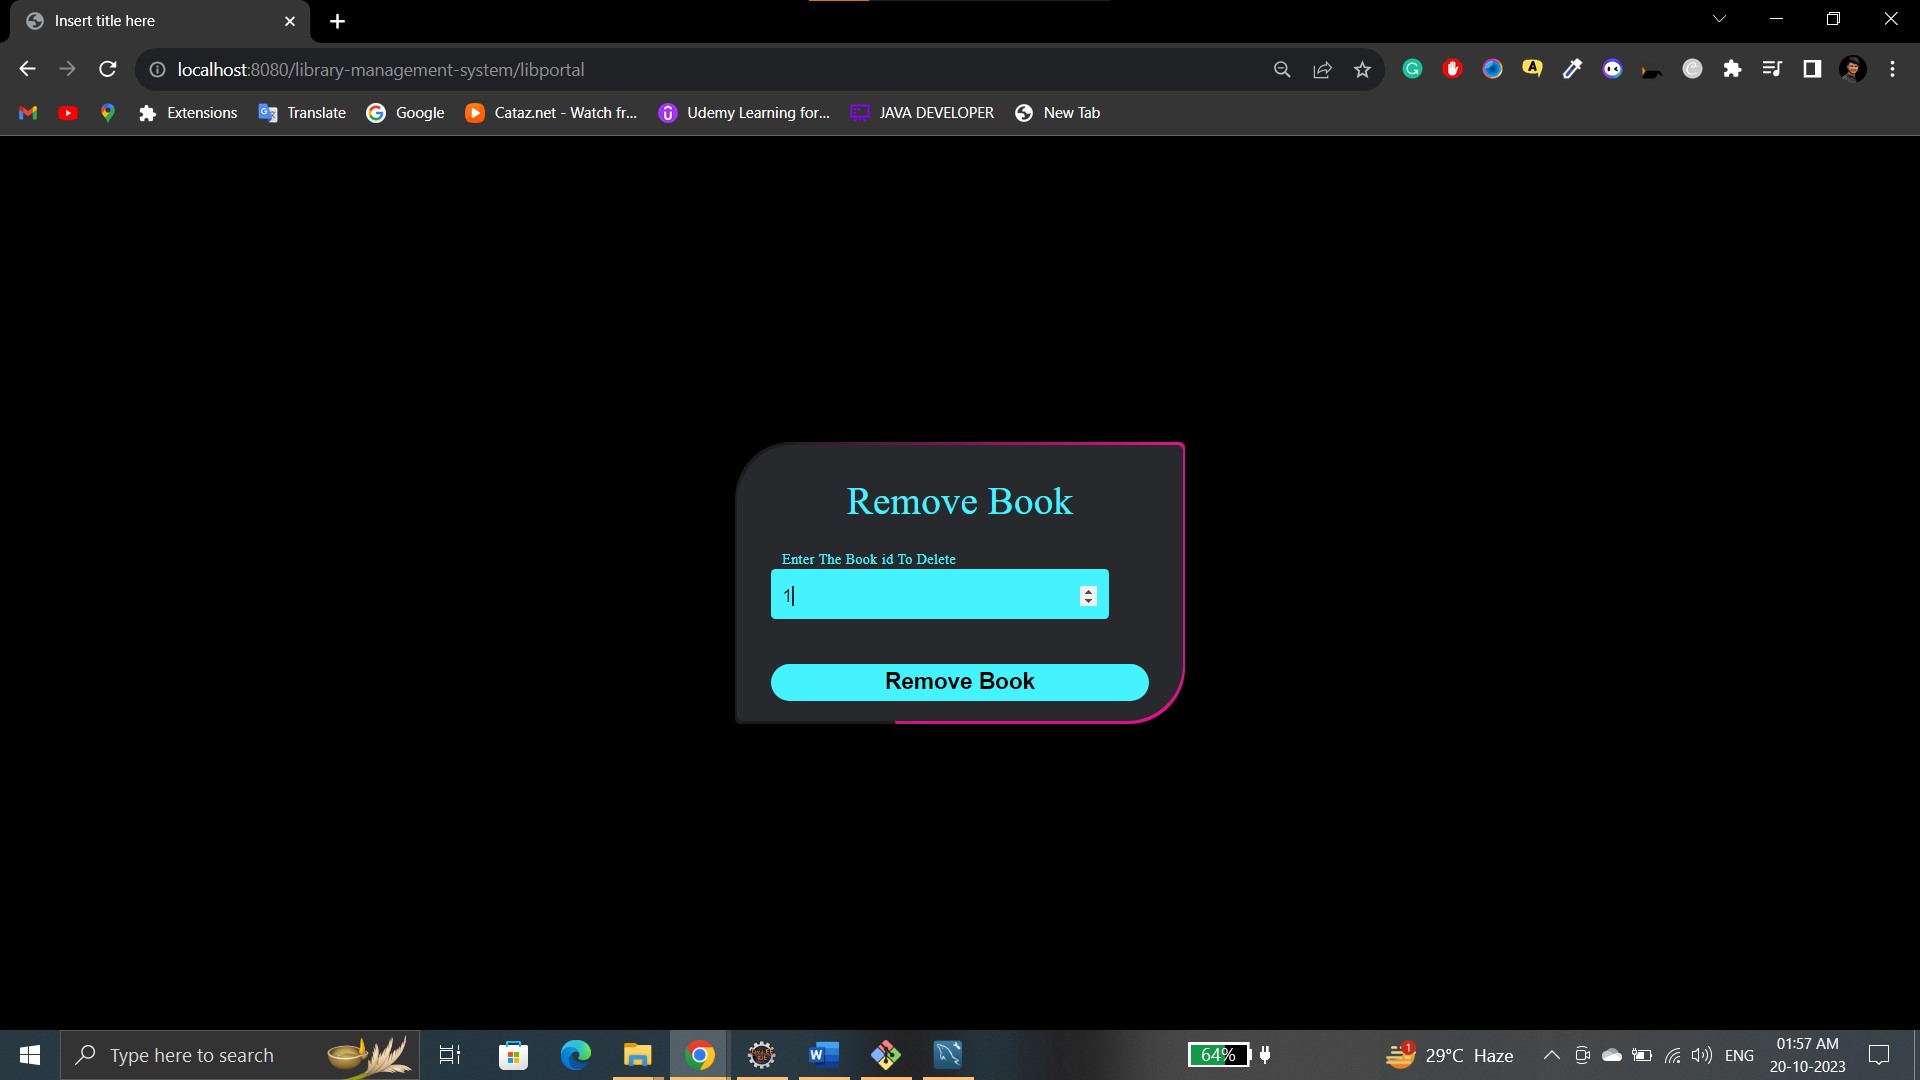 Insert title here
localhost:8080/library-management-system/libportal
Extensions
Translate
Google
Cataz.net - Watch fr...
Udemy Learning for...
JAVA DEVELOPER
New Tab
Remove Book
Enter The Book id To Delete
1
Remove Book
Type here to search
64%
1
29°C Haze
ENG
01:57 AM
20-10-2023